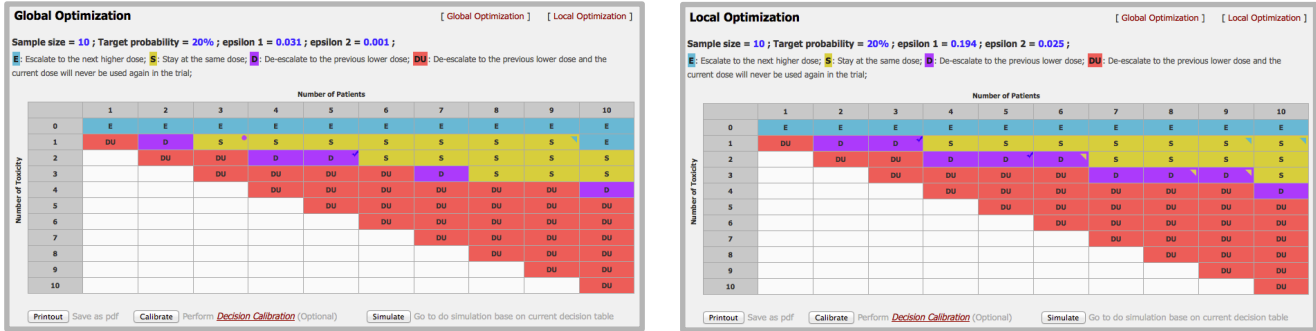 Global Optimization
[ Global Optimization ] [ Local Optimization ]
Sample size = 10 ; Target probability = 20% ; epsilon 1 = 0.031 ; epsilon 2 = 0.001 ;
E: Escalate to the next higher dose; S: Stay at the same dose; D: De-escalate to the previous lower dose; DU: De-escalate to the previous lower dose and the
current dose will never be used again in the trial;
Number of Patients
1 2 3 4 5 6 7 8 9 10
Number of Toxicity
0 E E E E E E E E E E
1 DU D S S S S S S S E
2 DU DU D D S S S S S
3 DU DU DU DU D S S S
4 DU DU DU DU DU DU D
5 DU DU DU DU DU DU
6 DU DU DU DU DU
7 DU DU DU DU
8 DU DU DU
9 DU DU
10 DU
Printout Save as pdf Calibrate Perform Decision Calibration (Optional) Simulate Go to do simulation base on current decision table
Local Optimization
[ Global Optimization ] [ Local Optimization ]
Sample size = 10 ; Target probability = 20% ; epsilon 1 = 0.194 ; epsilon 2 = 0.025 ;
E: Escalate to the next higher dose; S: Stay at the same dose; D: De-escalate to the previous lower dose; DU: De-escalate to the previous lower dose and the
current dose will never be used again in the trial;
Number of Patients
1 2 3 4 5 6 7 8 9 10
Number of Toxicity
0 E E E E E E E E E E
1 DU D D S S S S S S S
2 DU DU D D D S S S S
3 DU DU DU DU D D D S
4 DU DU DU DU DU DU D
5 DU DU DU DU DU DU
6 DU DU DU DU DU
7 DU DU DU DU
8 DU DU DU
9 DU DU
10 DU
Printout Save as pdf Calibrate Perform Decision Calibration (Optional) Simulate Go to do simulation base on current decision table